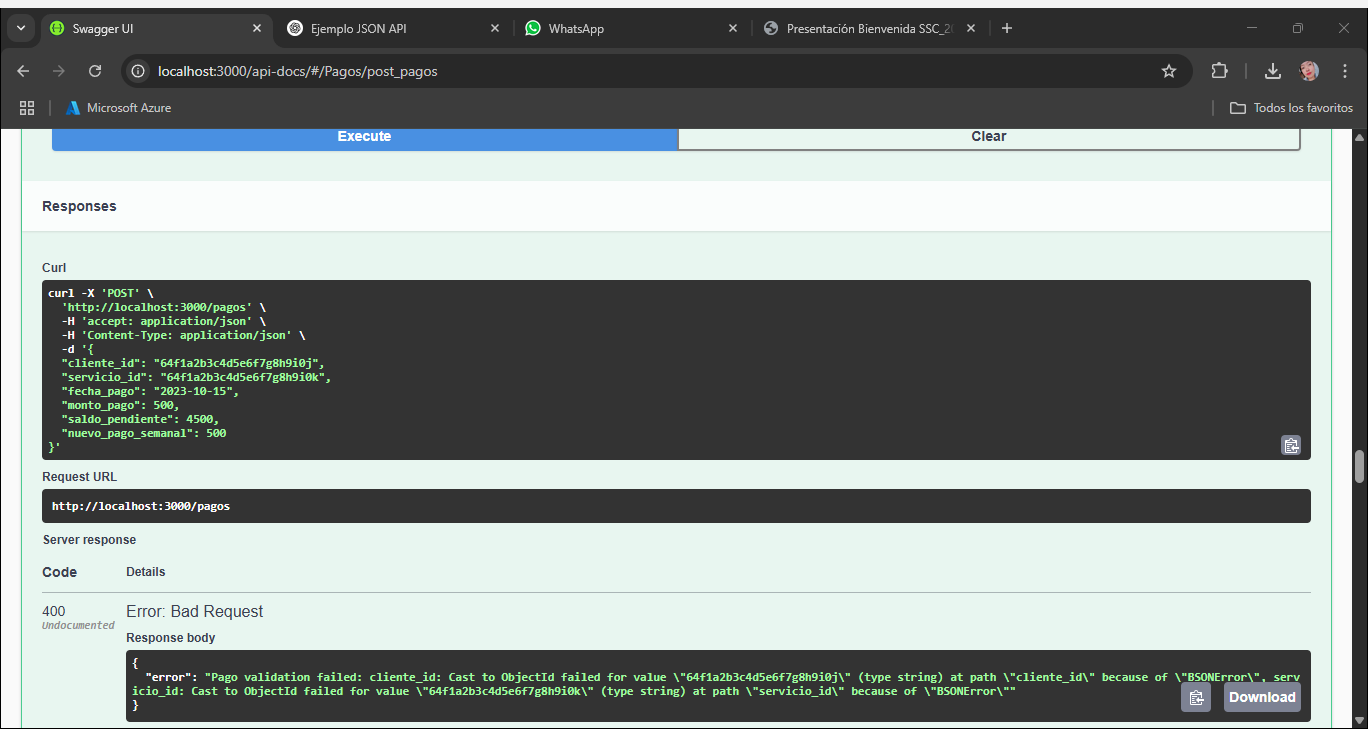 Swagger UI
Ejemplo JSON API
WhatsApp
Presentación Bienvenida SSC_20
localhost:3000/api-docs/#/Pagos/post_pagos
Microsoft Azure
Todos los favoritos
Execute
Clear
Responses
Curl
curl -X 'POST' \
'http://localhost:3000/pagos' \
-H 'accept: application/json' \
-H 'Content-Type: application/json' \
-d '{
"cliente_id": "64f1a2b3c4d5e6f7g8h9i0j",
"servicio_id": "64f1a2b3c4d5e6f7g8h9i0k",
"fecha_pago": "2023-10-15",
"monto_pago": 500,
"saldo_pendiente": 4500,
"nuevo_pago_semanal": 500
}'
Request URL
http://localhost:3000/pagos
Server response
Code
Details
400
Undocumented
Error: Bad Request
Response body
{
"error": "Pago validation failed: cliente_id: Cast to ObjectId failed for value \"64f1a2b3c4d5e6f7g8h9i0j\" (type string) at path \"cliente_id\" because of \"BSONError\", serv
icio_id: Cast to ObjectId failed for value \"64f1a2b3c4d5e6f7g8h9i0k\" (type string) at path \"servicio_id\" because of \"BSONError\""
}
Download